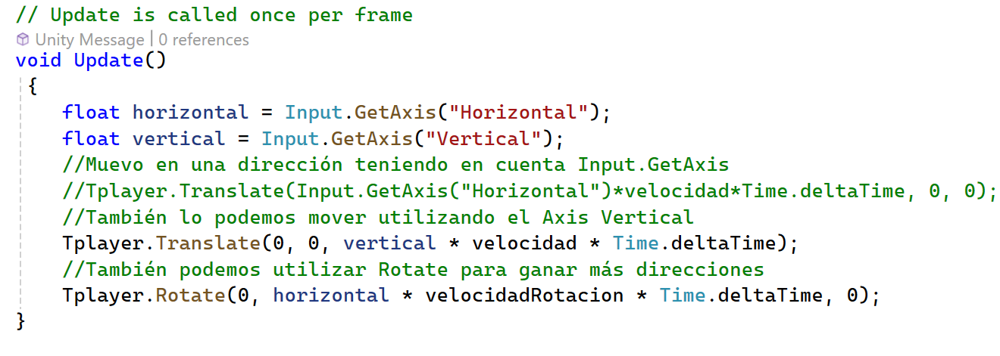 // Update is called once per frame
Unity Message | 0 references
void Update()
{
float horizontal = Input.GetAxis("Horizontal");
float vertical = Input.GetAxis("Vertical");
//Muevo en una dirección teniendo en cuenta Input.GetAxis
//Tplayer.Translate(Input.GetAxis("Horizontal")*velocidad*Time.deltaTime, 0, 0);
//También lo podemos mover utilizando el Axis Vertical
Tplayer.Translate(0, 0, vertical * velocidad * Time.deltaTime);
//También podemos utilizar Rotate para ganar más direcciones
Tplayer.Rotate(0, horizontal * velocidadRotacion * Time.deltaTime, 0);
}